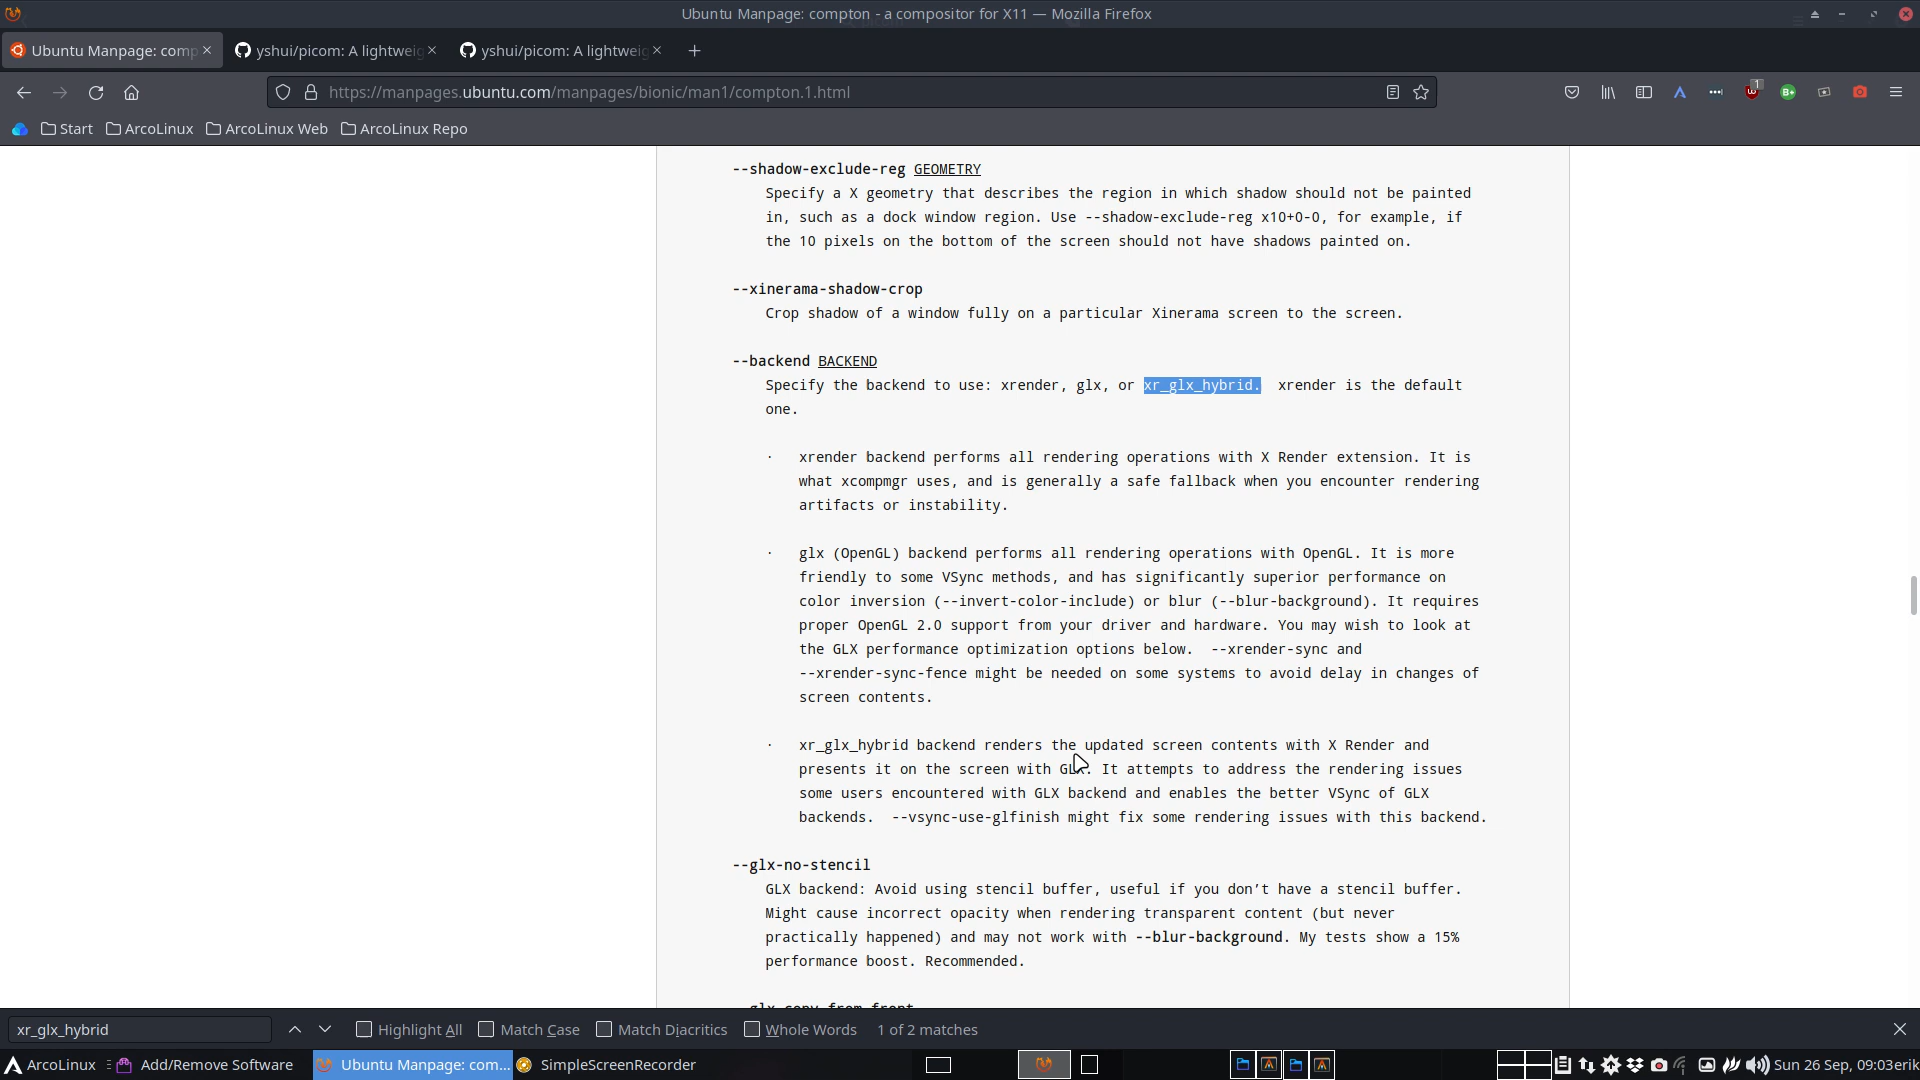 Ubuntu Manpage: compton - a compositor for X11 — Mozilla Firefox
Ubuntu Manpage: comp
yshui/picom: A lightweig
yshui/picom: A lightweig
https://manpages.ubuntu.com/manpages/bionic/man1/compton.1.html
1
Start
ArcoLinux
ArcoLinux Web
ArcoLinux Repo
--shadow-exclude-reg GEOMETRY
Specify a X geometry that describes the region in which shadow should not be painted
in, such as a dock window region. Use --shadow-exclude-reg x10+0-0, for example, if
the 10 pixels on the bottom of the screen should not have shadows painted on.
--xinerama-shadow-crop
Crop shadow of a window fully on a particular Xinerama screen to the screen.
--backend BACKEND
Specify the backend to use: xrender, glx, or xr_glx_hybrid.  xrender is the default
one.
· xrender backend performs all rendering operations with X Render extension. It is
what xcompmgr uses, and is generally a safe fallback when you encounter rendering
artifacts or instability.
· glx (OpenGL) backend performs all rendering operations with OpenGL. It is more
friendly to some VSync methods, and has significantly superior performance on
color inversion (--invert-color-include) or blur (--blur-background). It requires
proper OpenGL 2.0 support from your driver and hardware. You may wish to look at
the GLX performance optimization options below.  --xrender-sync and
--xrender-sync-fence might be needed on some systems to avoid delay in changes of
screen contents.
· xr_glx_hybrid backend renders the updated screen contents with X Render and
presents it on the screen with GLX. It attempts to address the rendering issues
some users encountered with GLX backend and enables the better VSync of GLX
backends.  --vsync-use-glfinish might fix some rendering issues with this backend.
--glx-no-stencil
GLX backend: Avoid using stencil buffer, useful if you don’t have a stencil buffer.
Might cause incorrect opacity when rendering transparent content (but never
practically happened) and may not work with --blur-background. My tests show a 15%
performance boost. Recommended.
--glx-copy-from-front
xr_glx_hybrid
Highlight All
Match Case
Match Diacritics
Whole Words
1 of 2 matches
ArcoLinux
Add/Remove Software
Ubuntu Manpage: com...
SimpleScreenRecorder
Sun 26 Sep, 09:03erik